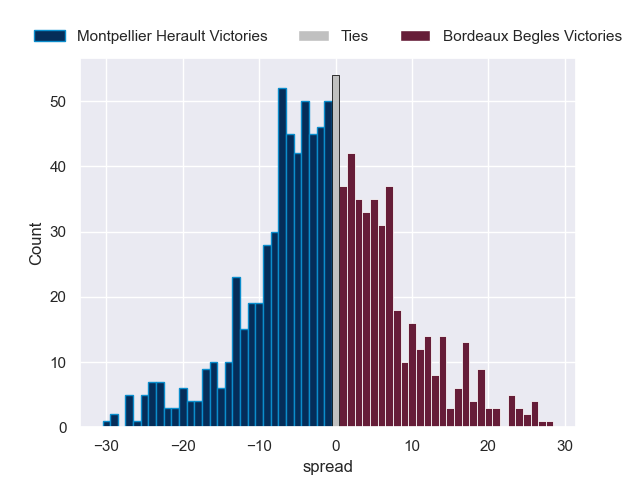 Montpellier Herault Victories Ties Bordeaux Begles Victories
50
40
30
20
10
0
Count
−30 −20 −10 0 10 20 30
spread